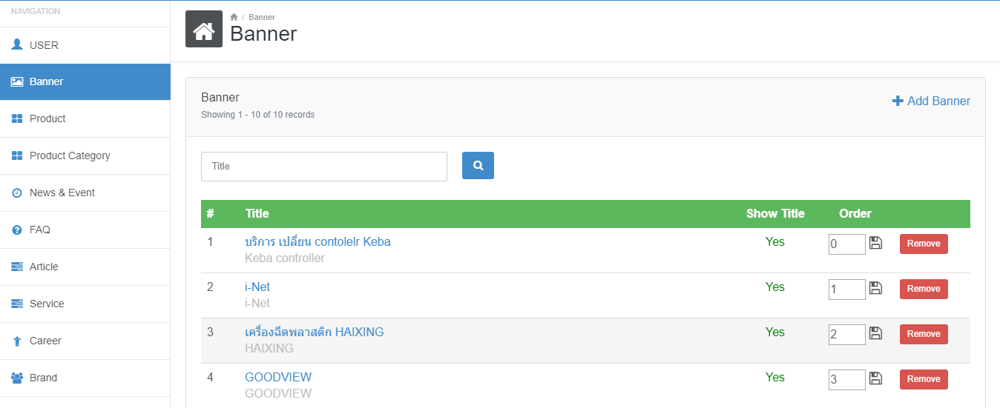 NAVIGATION
USER
Banner
Product
Product Category
News & Event
FAQ
Article
Service
Career
Brand
/ Banner
Banner
Banner
Showing 1 - 10 of 10 records
Add Banner
Title
# Title Show Title Order
1 บริการ เปลี่ยน contolelr Keba Yes 0 Remove
Keba controller
2 i-Net Yes 1 Remove
i-Net
3 เครื่องฉีดพลาสติก HAIXING Yes 2 Remove
HAIXING
4 GOODVIEW Yes 3 Remove
GOODVIEW